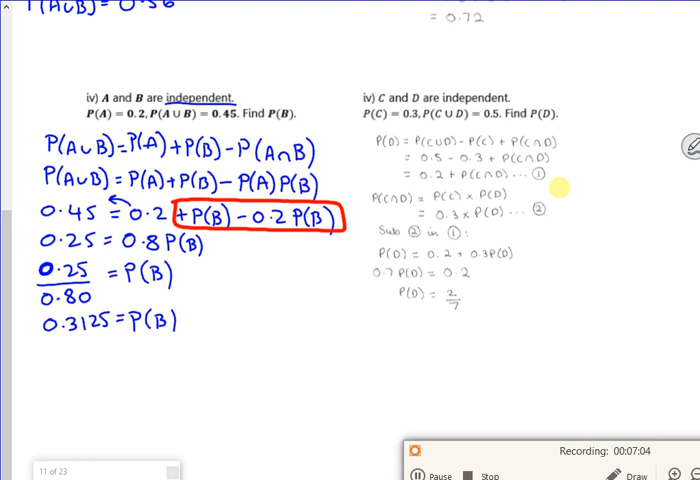 P(AUB) = 0.56
= 0.72
iv) A and B are independent.
P(A) = 0.2, P(A ∪ B) = 0.45. Find P(B).
P(A∪B) = P(A) + P(B) - P(A∩B)
P(A∪B) = P(A) + P(B) - P(A) P(B)
0.45 = 0.2 + P(B) - 0.2 P(B)
0.25 = 0.8 P(B)
0.25 / 0.80 = P(B)
0.3125 = P(B)
iv) C and D are independent.
P(C) = 0.3, P(C ∪ D) = 0.5. Find P(D).
P(D) = P(C∪D) - P(C) + P(C∩D)
= 0.5 - 0.3 + P(C∩D)
= 0.2 + P(C∩D) ... ①
P(C∩D) = P(C) × P(D)
= 0.3 × P(D) ... ②
Sub ② in ①:
P(D) = 0.2 + 0.3P(D)
0.7 P(D) = 0.2
P(D) = 2/7
11 of 23
Recording: 00:07:04
Pause Stop Draw